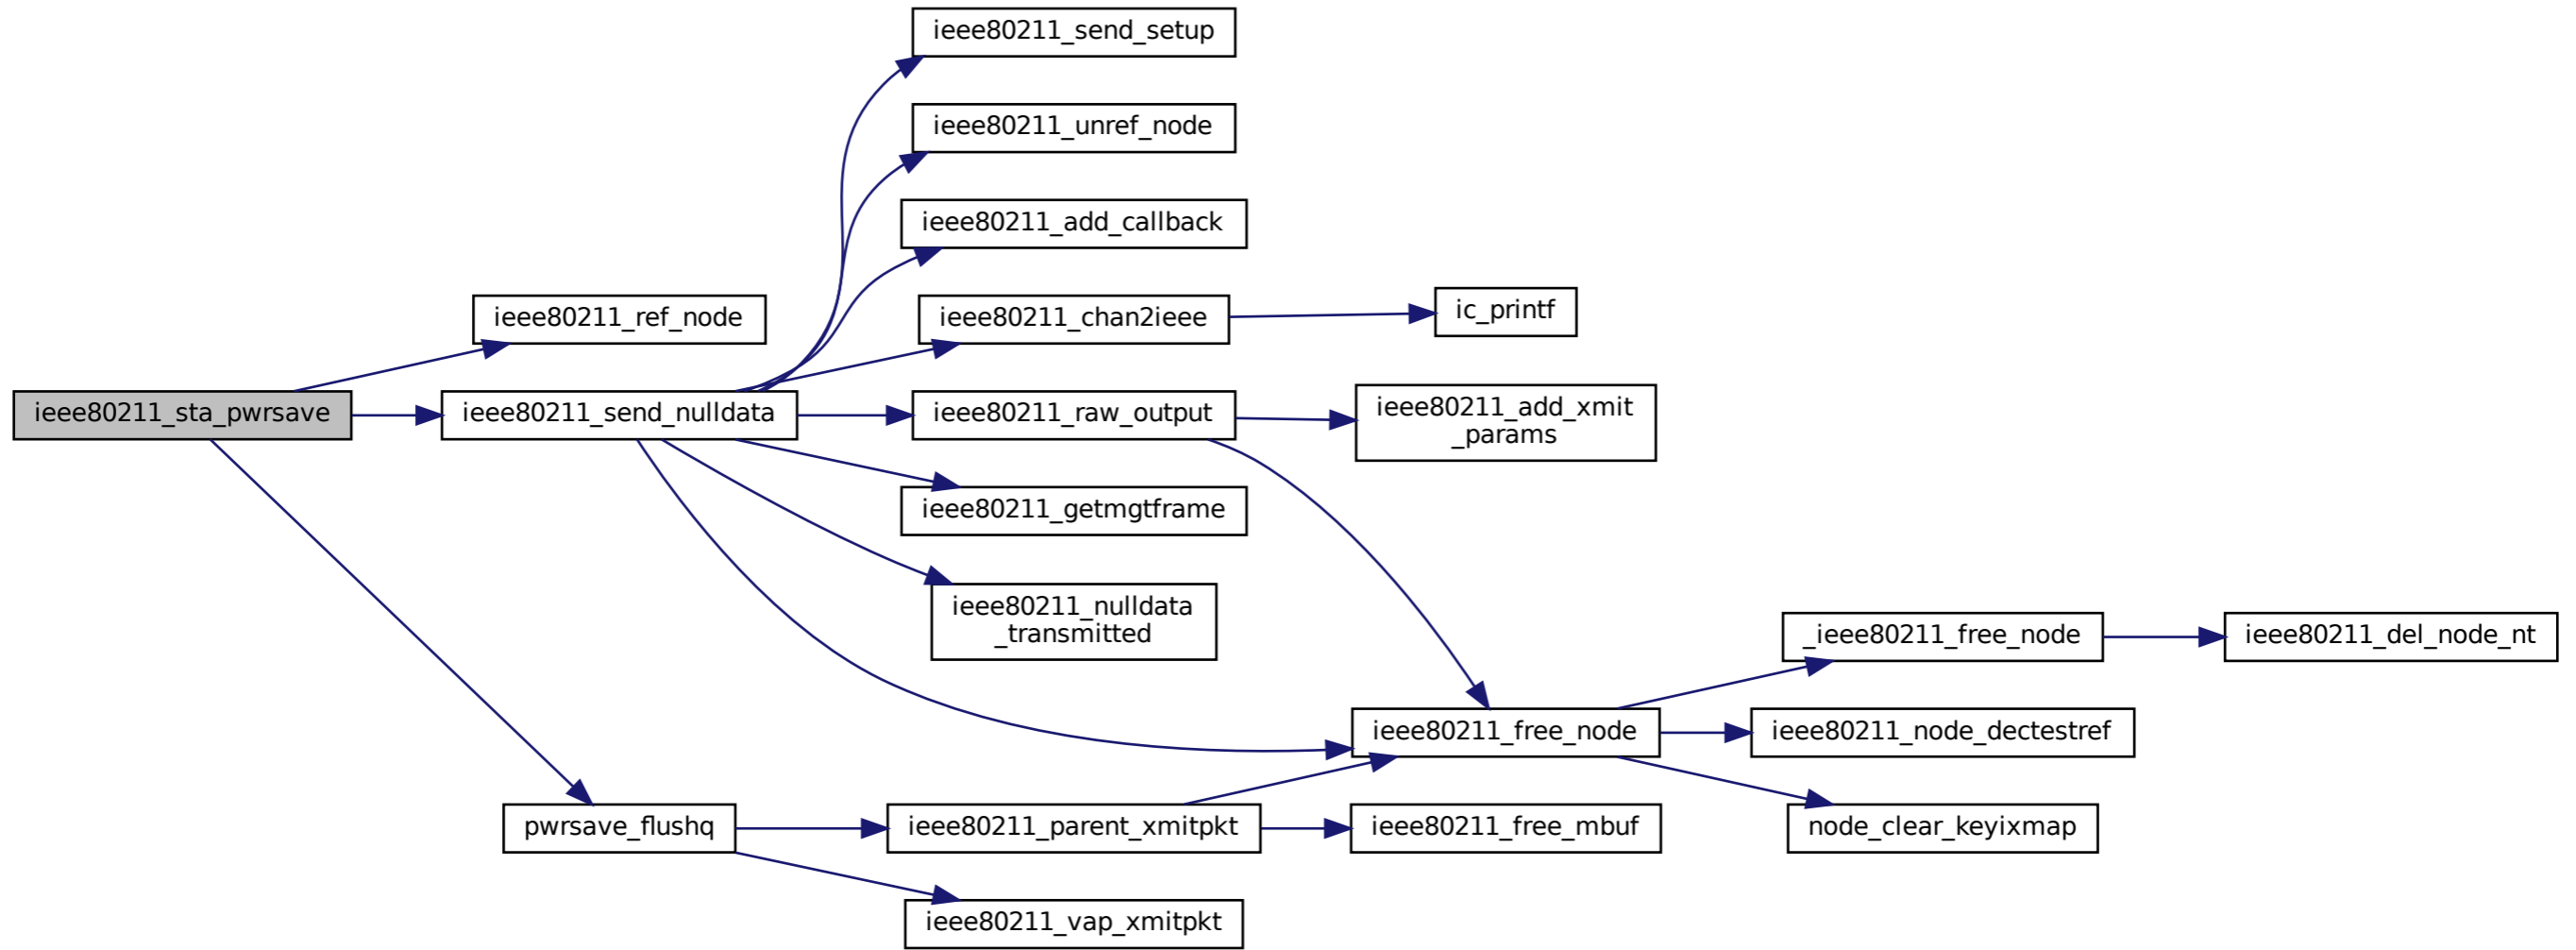 ieee80211_send_setup
ieee80211_unref_node
ieee80211_add_callback
ieee80211_ref_node
ieee80211_chan2ieee
ic_printf
ieee80211_sta_pwrsave
ieee80211_send_nulldata
ieee80211_raw_output
ieee80211_add_xmit
_params
ieee80211_getmgtframe
ieee80211_nulldata
_transmitted
_ieee80211_free_node
ieee80211_del_node_nt
ieee80211_free_node
ieee80211_node_dectestref
pwrsave_flushq
ieee80211_parent_xmitpkt
ieee80211_free_mbuf
node_clear_keyixmap
ieee80211_vap_xmitpkt